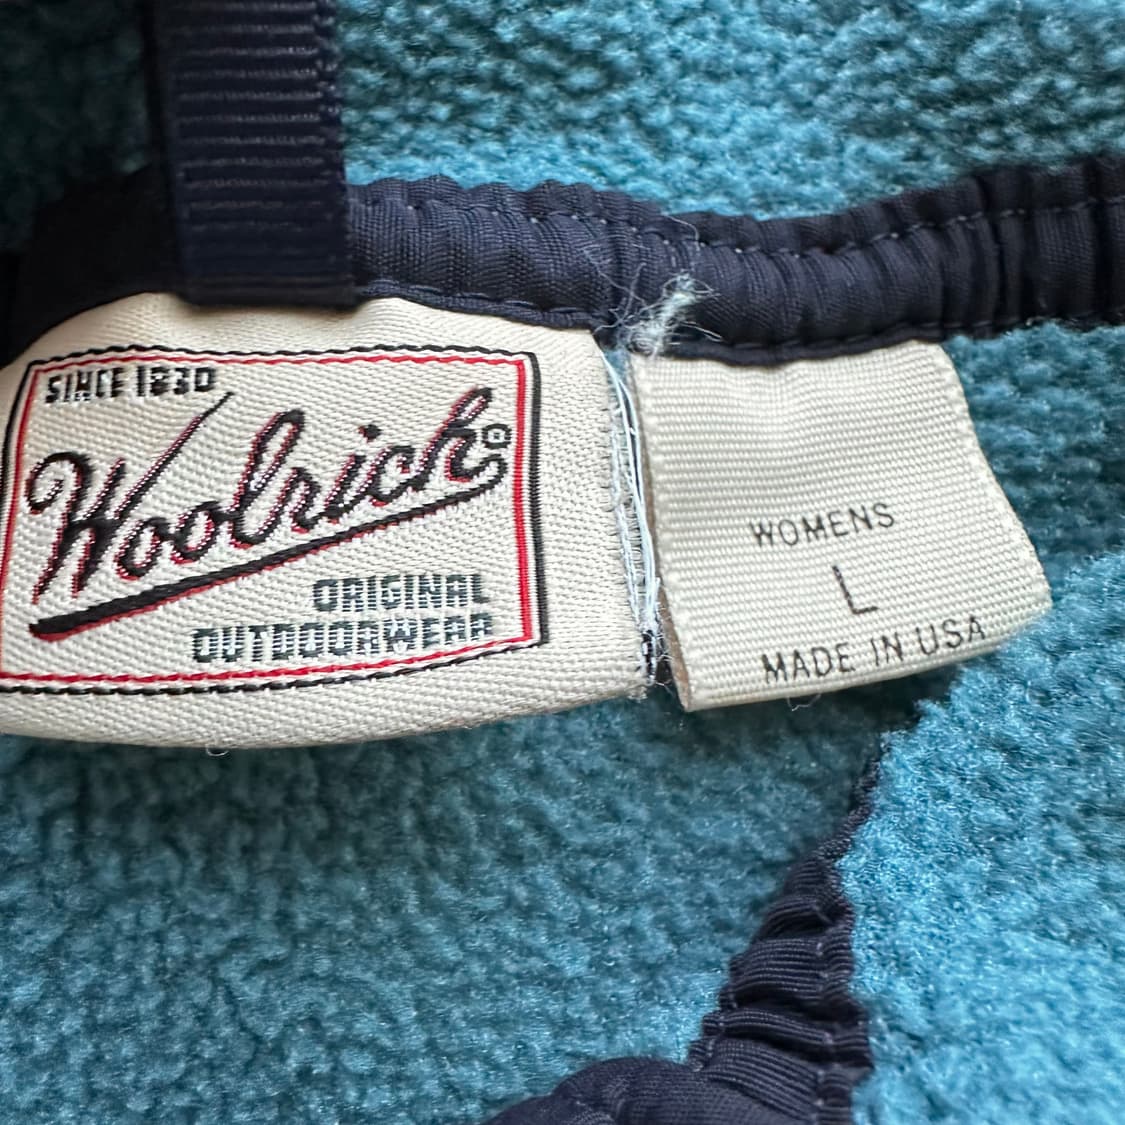 SINCE 1830
Woolrich®
ORIGINAL
OUTDOORWEAR
WOMENS
L
MADE IN USA